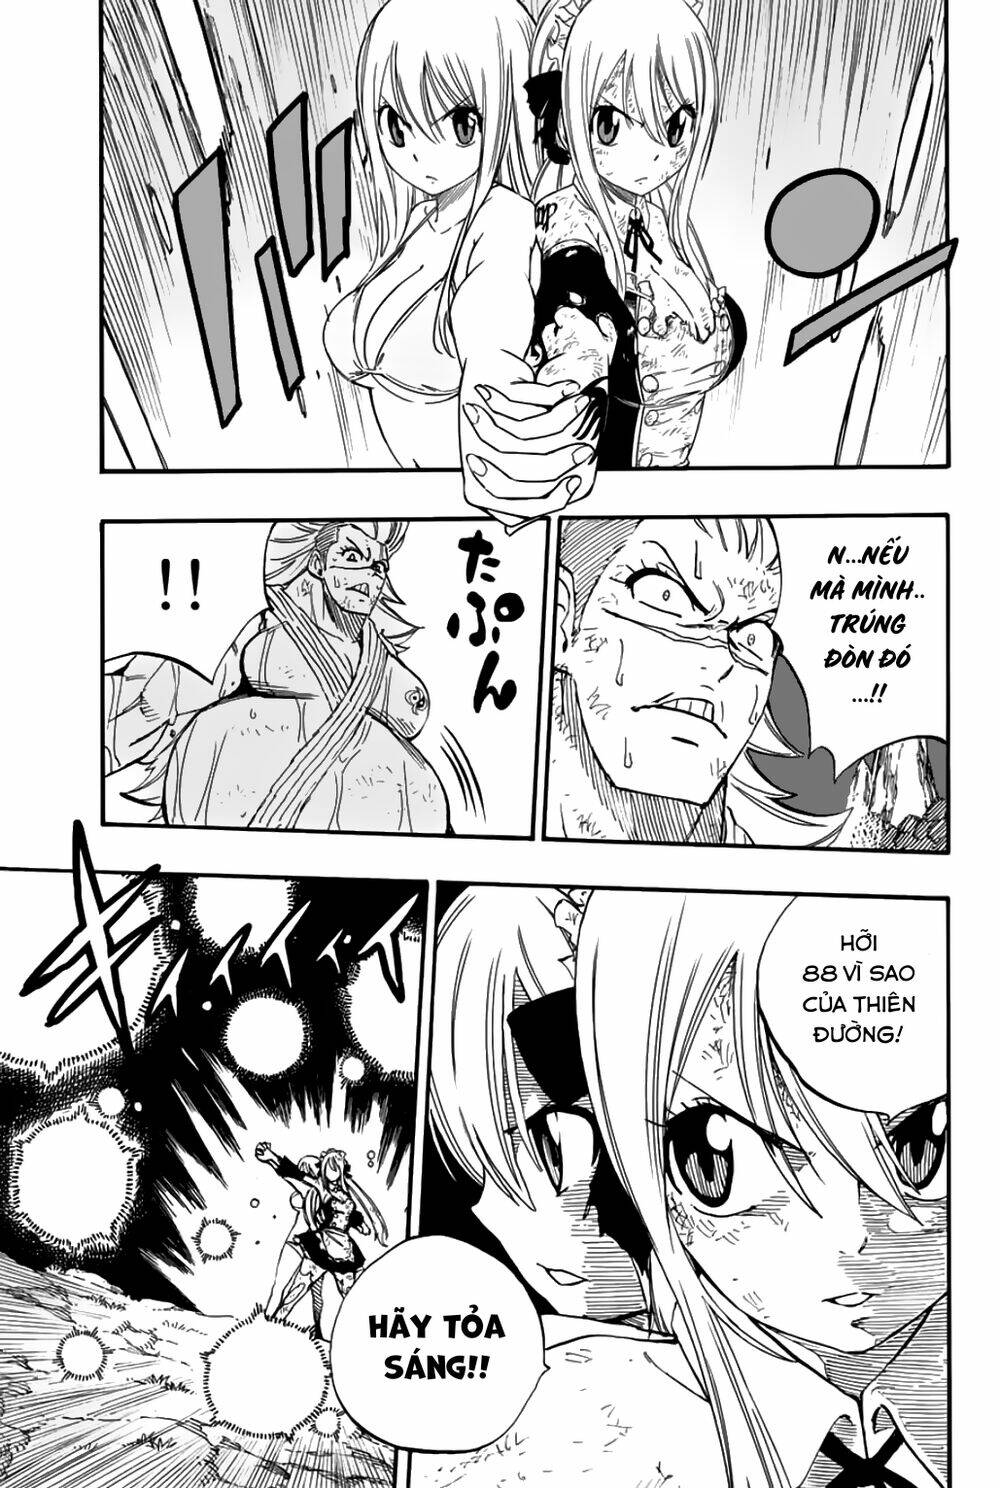 N...NẾU
MÀ MÌNH..
TRÚNG
ĐÒN ĐÓ
...!!
!!
たぷん
HỠI
88 VÌ SAO
CỦA THIÊN
ĐƯỜNG!
HÃY TỎA
SÁNG!!